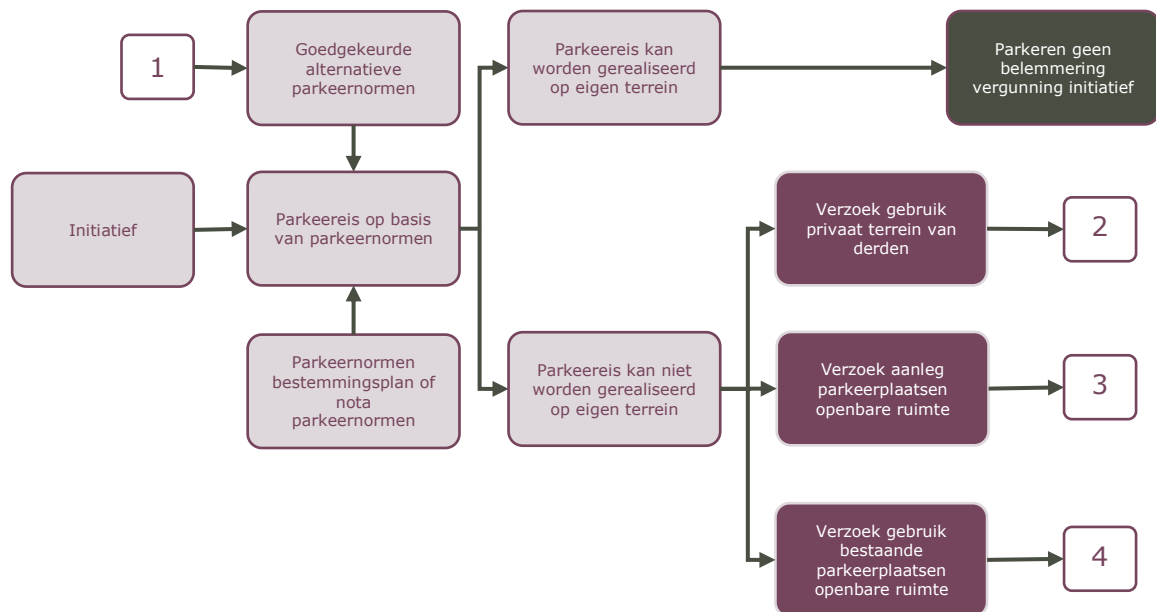 1
Goedgekeurde
alternatieve
parkeernormen
Parkeereis kan
worden gerealiseerd
op eigen terrein
Parkeren geen
belemmering
vergunning initiatief
Initiatief
Parkeereis op basis
van parkeernormen
Verzoek gebruik
privaat terrein van
derden
2
Parkeernormen
bestemmingsplan of
nota
parkeernormen
Parkeereis kan niet
worden gerealiseerd
op eigen terrein
Verzoek aanleg
parkeerplaatsen
openbare ruimte
3
Verzoek gebruik
bestaande
parkeerplaatsen
openbare ruimte
4